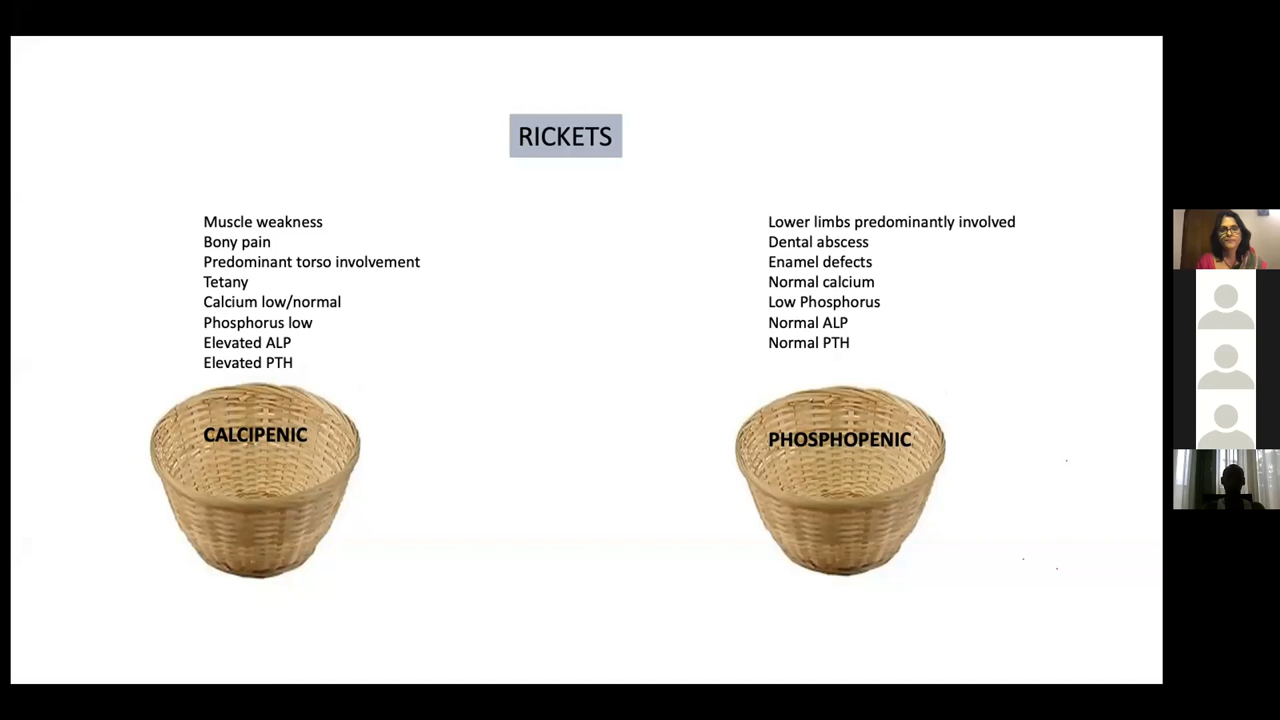 RICKETS
Muscle weakness
Bony pain
Predominant torso involvement
Tetany
Calcium low/normal
Phosphorus low
Elevated ALP
Elevated PTH
CALCIPENIC
Lower limbs predominantly involved
Dental abscess
Enamel defects
Normal calcium
Low Phosphorus
Normal ALP
Normal PTH
PHOSPHOPENIC